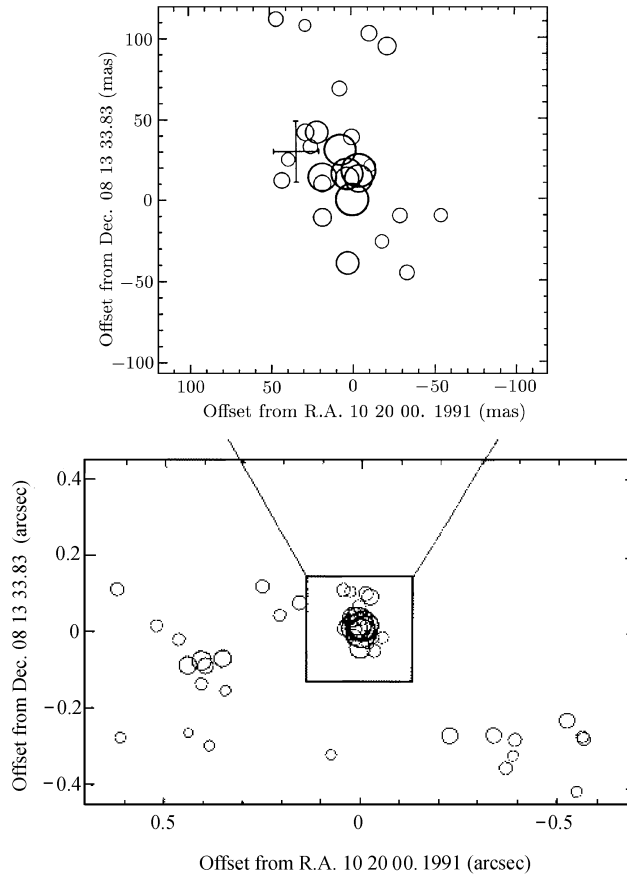 100
50
0
−50
−100
Offset from Dec. 08 13 33.83 (mas)
100 50 0 −50 −100
Offset from R.A. 10 20 00. 1991 (mas)
0.4
0.2
0
−0.2
−0.4
Offset from Dec. 08 13 33.83 (arcsec)
0.5 0 −0.5
Offset from R.A. 10 20 00. 1991 (arcsec)